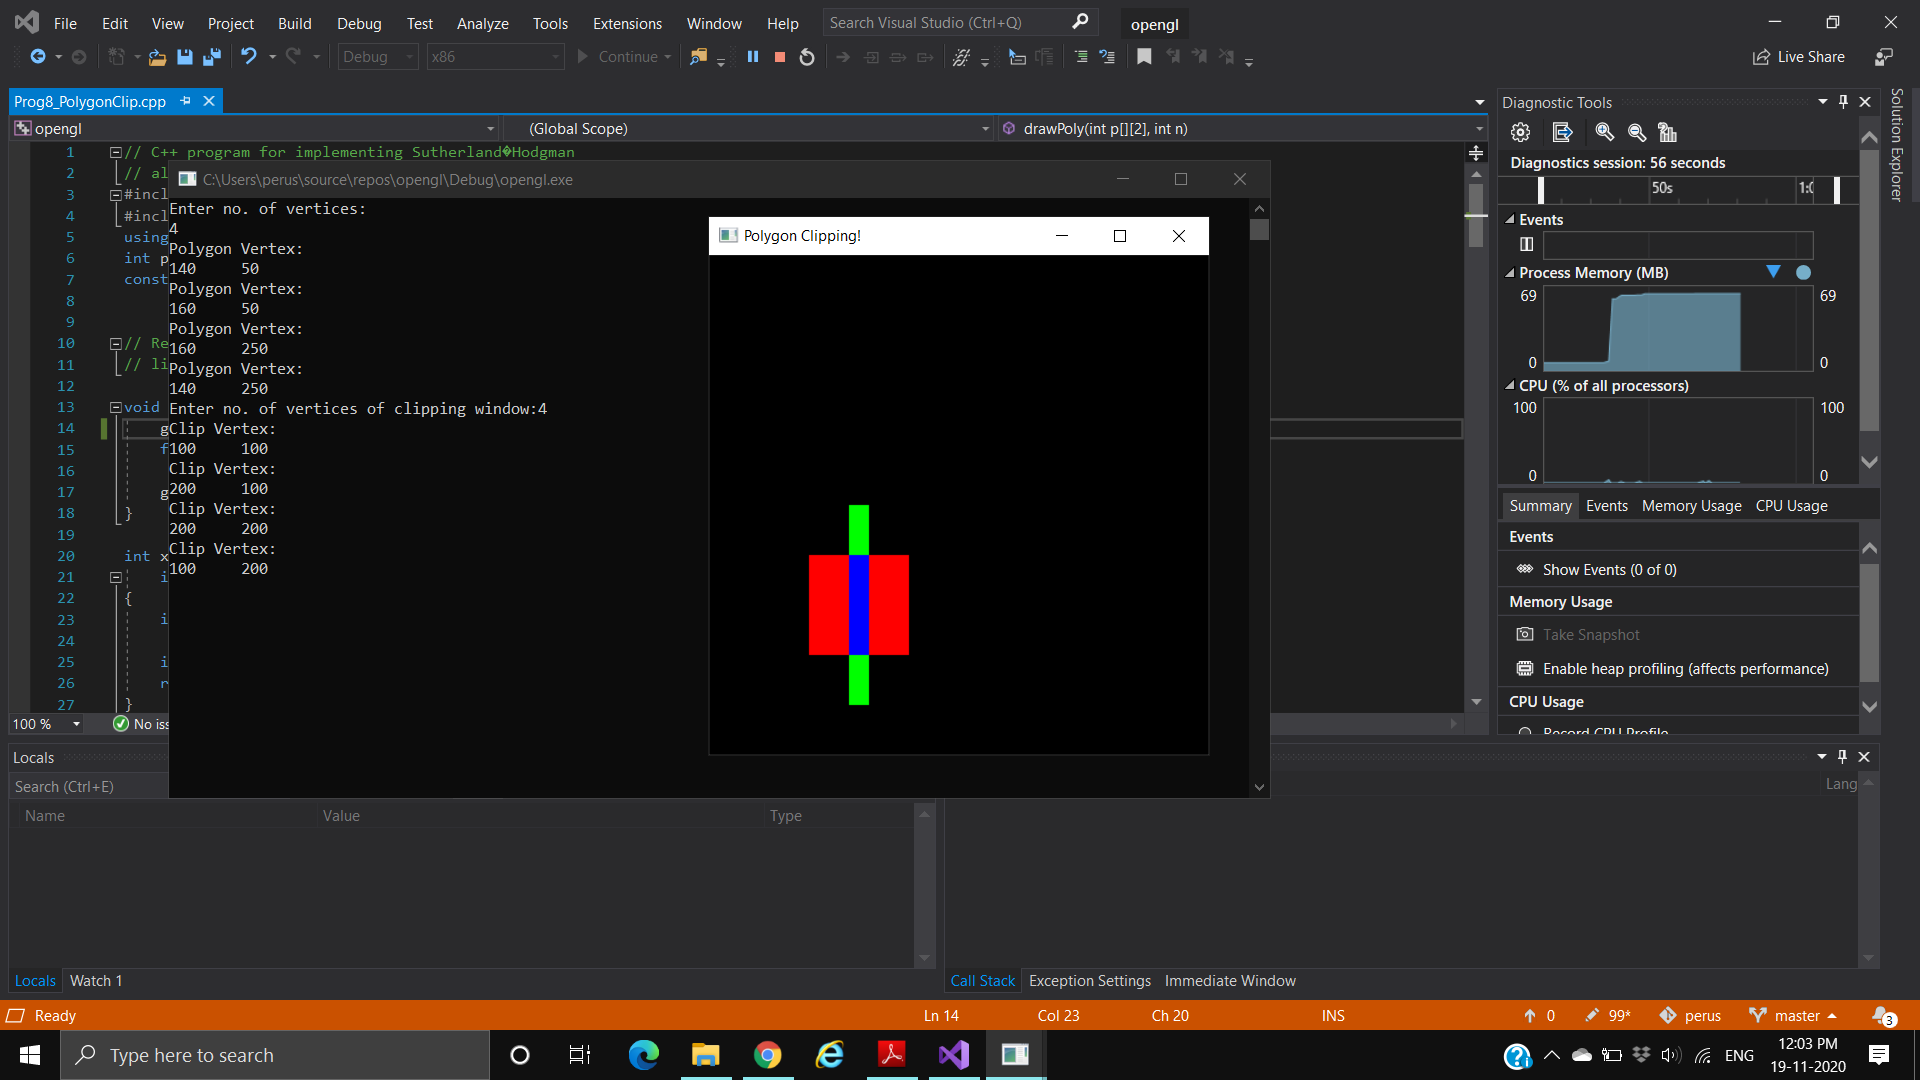 File Edit View Project Build Debug Test Analyze Tools Extensions Window Help Search Visual Studio (Ctrl+Q) opengl
Debug x86 Continue Live Share
Prog8_PolygonClip.cpp
opengl (Global Scope) drawPoly(int p[][2], int n)
1 // C++ program for implementing Sutherland�Hodgman
2 // al
3 #incl
4 #incl
5 using
6 int p
7 const
8
9
10 // Re
11 // li
12
13 void
14 g
15 f
16
17 g
18 }
19
20 int x
21 i
22 {
23 i
24
25 i
26 r
27 }
100 % No iss
C:\Users\perus\source\repos\opengl\Debug\opengl.exe
Enter no. of vertices:
4
Polygon Vertex:
140 50
Polygon Vertex:
160 50
Polygon Vertex:
160 250
Polygon Vertex:
140 250
Enter no. of vertices of clipping window:4
Clip Vertex:
100 100
Clip Vertex:
200 100
Clip Vertex:
200 200
Clip Vertex:
100 200
Polygon Clipping!
Diagnostic Tools
Diagnostics session: 56 seconds
50s 1:0
Events
Process Memory (MB)
69 69
0 0
CPU (% of all processors)
100 100
0 0
Summary Events Memory Usage CPU Usage
Events
Show Events (0 of 0)
Memory Usage
Take Snapshot
Enable heap profiling (affects performance)
CPU Usage
Record CPU Profile
Solution Explorer
Locals
Search (Ctrl+E)
Name Value Type
Lang
Locals Watch 1
Call Stack Exception Settings Immediate Window
Ready Ln 14 Col 23 Ch 20 INS 0 99* perus master 3
Type here to search
ENG
12:03 PM
19-11-2020